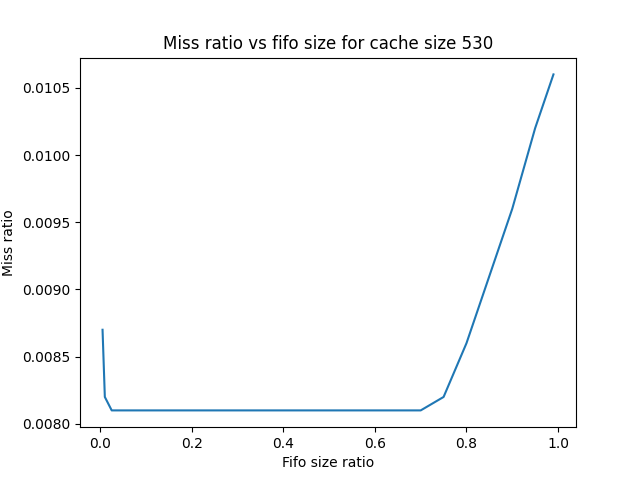 Miss ratio vs fifo size for cache size 530
0.0105
0.0100
0.0095
0.0090
0.0085
0.0080
Miss ratio
0.0 0.2 0.4 0.6 0.8 1.0
Fifo size ratio